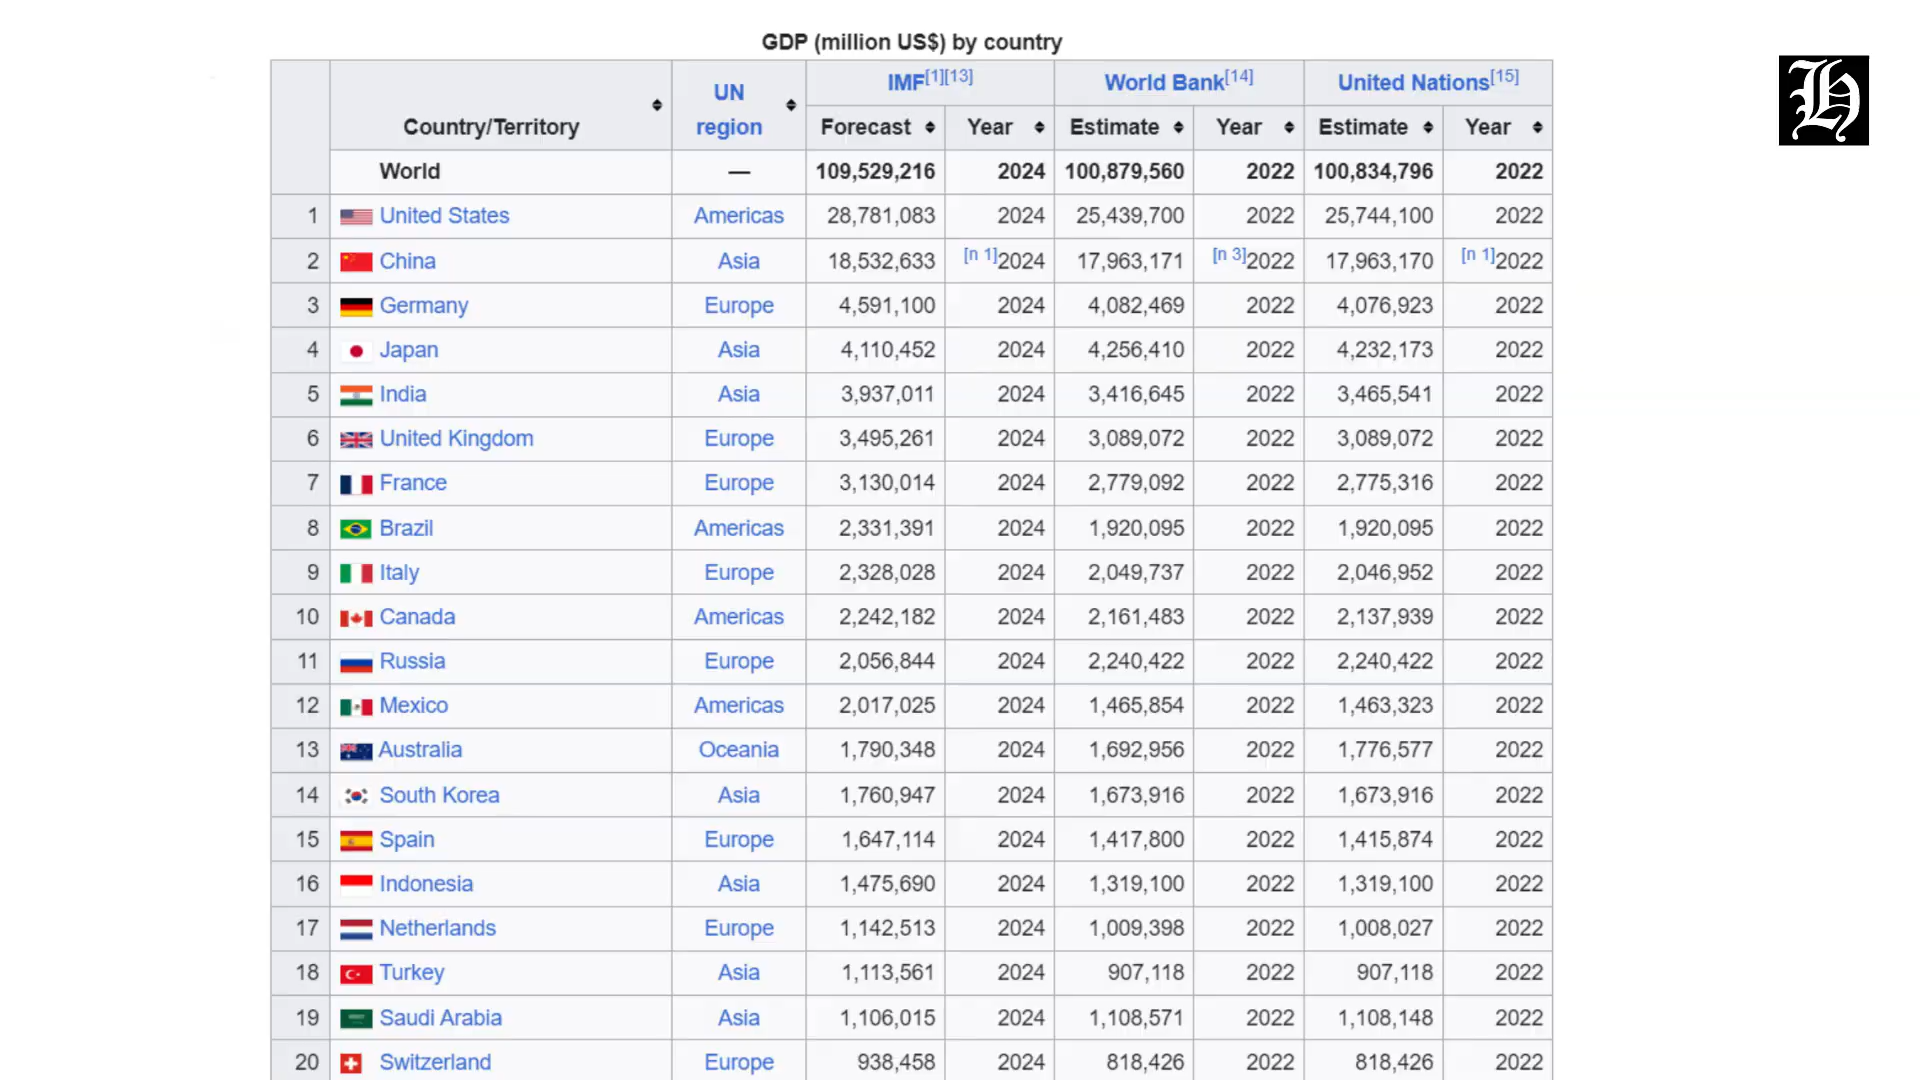 GDP (million US$) by country
Country/Territory UN region IMF[1][13] World Bank[14] United Nations[15]
Forecast Year Estimate Year Estimate Year
World — 109,529,216 2024 100,879,560 2022 100,834,796 2022
1 United States Americas 28,781,083 2024 25,439,700 2022 25,744,100 2022
2 China Asia 18,532,633 [n 1]2024 17,963,171 [n 3]2022 17,963,170 [n 1]2022
3 Germany Europe 4,591,100 2024 4,082,469 2022 4,076,923 2022
4 Japan Asia 4,110,452 2024 4,256,410 2022 4,232,173 2022
5 India Asia 3,937,011 2024 3,416,645 2022 3,465,541 2022
6 United Kingdom Europe 3,495,261 2024 3,089,072 2022 3,089,072 2022
7 France Europe 3,130,014 2024 2,779,092 2022 2,775,316 2022
8 Brazil Americas 2,331,391 2024 1,920,095 2022 1,920,095 2022
9 Italy Europe 2,328,028 2024 2,049,737 2022 2,046,952 2022
10 Canada Americas 2,242,182 2024 2,161,483 2022 2,137,939 2022
11 Russia Europe 2,056,844 2024 2,240,422 2022 2,240,422 2022
12 Mexico Americas 2,017,025 2024 1,465,854 2022 1,463,323 2022
13 Australia Oceania 1,790,348 2024 1,692,956 2022 1,776,577 2022
14 South Korea Asia 1,760,947 2024 1,673,916 2022 1,673,916 2022
15 Spain Europe 1,647,114 2024 1,417,800 2022 1,415,874 2022
16 Indonesia Asia 1,475,690 2024 1,319,100 2022 1,319,100 2022
17 Netherlands Europe 1,142,513 2024 1,009,398 2022 1,008,027 2022
18 Turkey Asia 1,113,561 2024 907,118 2022 907,118 2022
19 Saudi Arabia Asia 1,106,015 2024 1,108,571 2022 1,108,148 2022
20 Switzerland Europe 938,458 2024 818,426 2022 818,426 2022
H